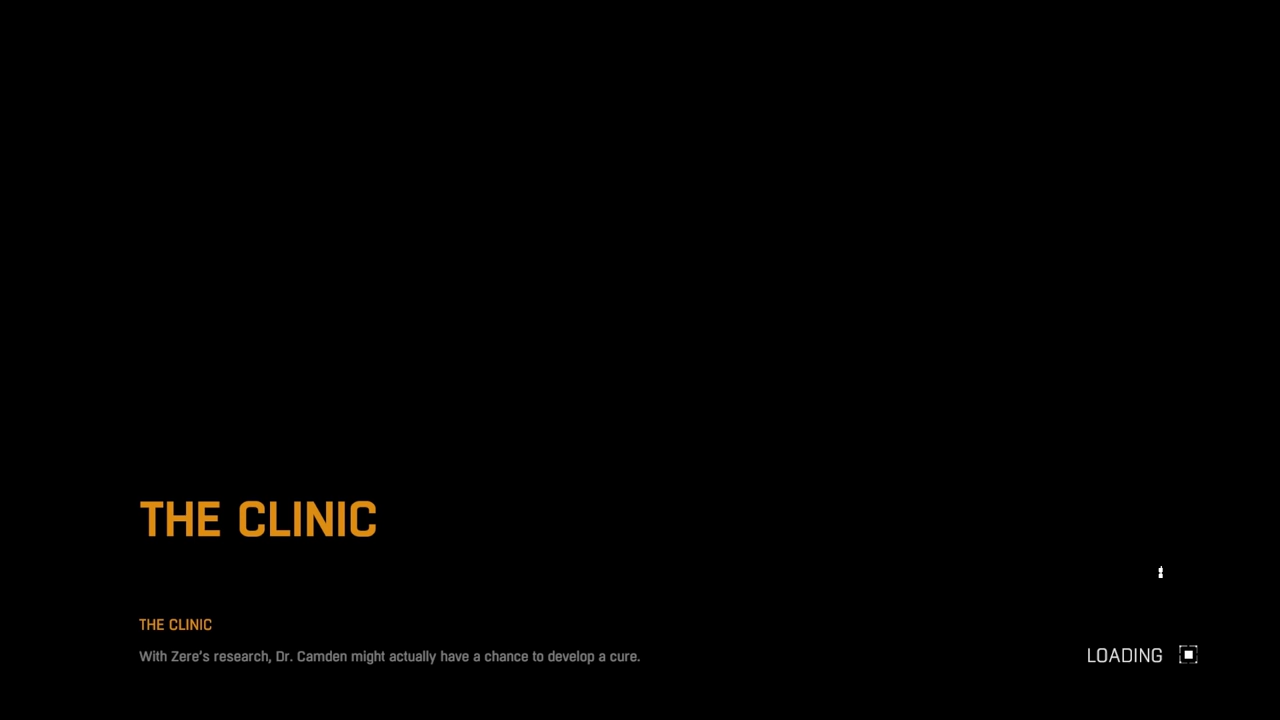 THE CLINIC
THE CLINIC
With Zere's research, Dr. Camden might actually have a chance to develop a cure.
LOADING